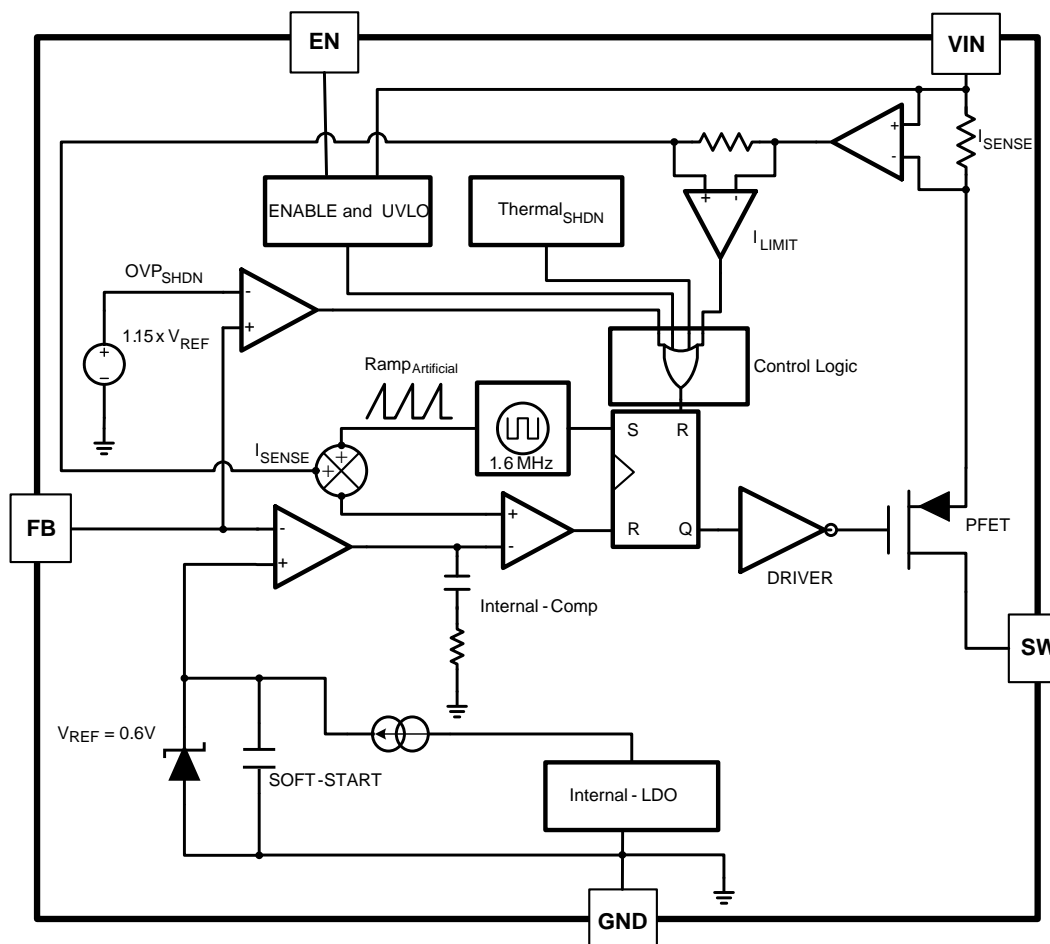 EN
VIN
+
-
ISENSE
ENABLE and UVLO
ThermalSHDN
+
-
ILIMIT
OVPSHDN
-
+
1.15 x VREF
+
−
Control Logic
RampArtificial
1.6 MHz
S
R
ISENSE
+
+
FB
-
+
+
-
R
Q
DRIVER
PFET
Internal - Comp
SW
VREF = 0.6V
SOFT-START
Internal - LDO
GND